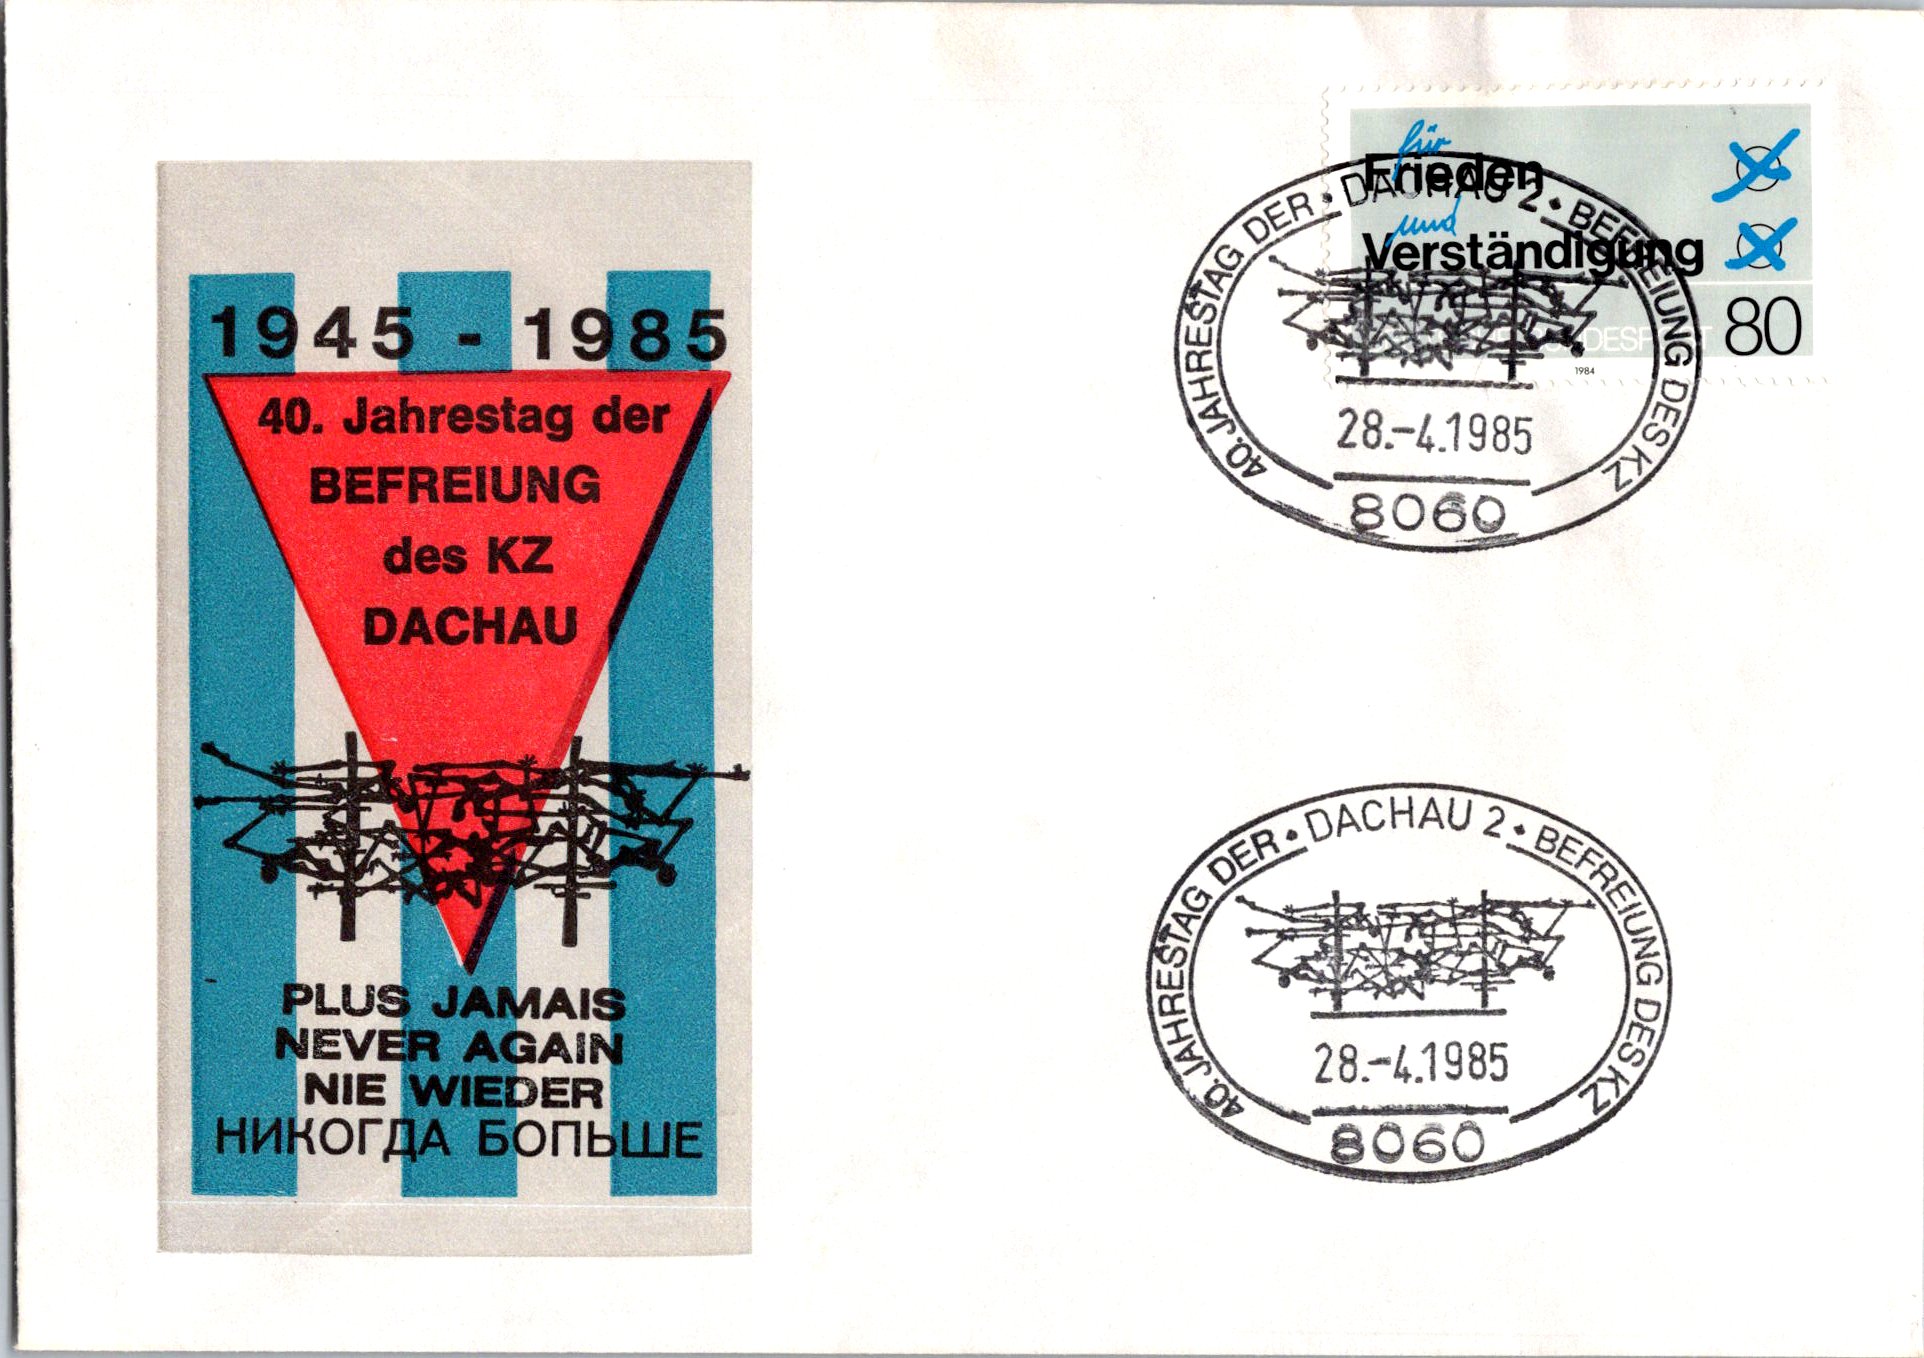 1945 - 1985
40. Jahrestag der
BEFREIUNG
des KZ
DACHAU
PLUS JAMAIS
NEVER AGAIN
NIE WIEDER
НИКОГДА БОПЬШЕ
für
Frieden
und
Verständigung
80
1984
40. JAHRESTAG DER • DACHAU 2 • BEFREIUNG DES KZ
28.-4.1985
8060
40. JAHRESTAG DER • DACHAU 2 • BEFREIUNG DES KZ
28.-4.1985
8060